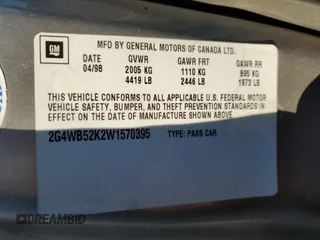 GM
MFD BY GENERAL MOTORS OF CANADA LTD.
DATE GVWR GAWR FRT GAWR RR
04/98 2005 KG 1110 KG 895 KG
4419 LB 2446 LB 1973 LB
THIS VEHICLE CONFORMS TO ALL APPLICABLE U.S. FEDERAL MOTOR
VEHICLE SAFETY, BUMPER, AND THEFT PREVENTION STANDARDS IN
EFFECT ON THE DATE OF MANUFACTURE SHOWN ABOVE.
2G4WB52K2W1570395 TYPE: PASS CAR
DREAMBID